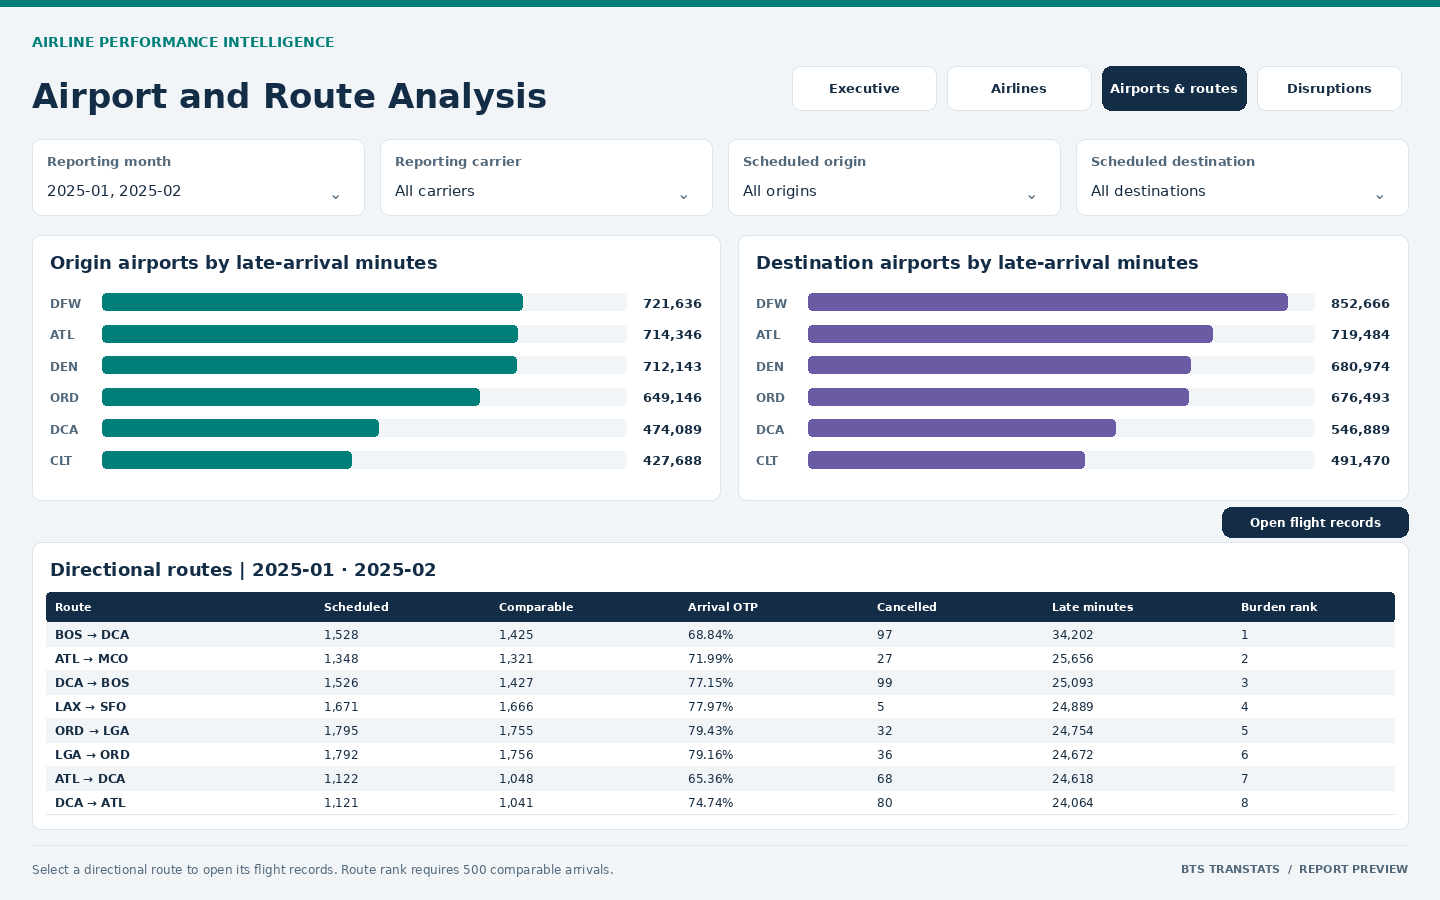 AIRLINE PERFORMANCE INTELLIGENCE
Airport and Route Analysis
Executive
Airlines
Airports & routes
Disruptions
Reporting month
2025-01, 2025-02
Reporting carrier
All carriers
Scheduled origin
All origins
Scheduled destination
All destinations
Origin airports by late-arrival minutes
DFW 721,636
ATL 714,346
DEN 712,143
ORD 649,146
DCA 474,089
CLT 427,688
Destination airports by late-arrival minutes
DFW 852,666
ATL 719,484
DEN 680,974
ORD 676,493
DCA 546,889
CLT 491,470
Open flight records
Directional routes | 2025-01 · 2025-02
Route Scheduled Comparable Arrival OTP Cancelled Late minutes Burden rank
BOS → DCA 1,528 1,425 68.84% 97 34,202 1
ATL → MCO 1,348 1,321 71.99% 27 25,656 2
DCA → BOS 1,526 1,427 77.15% 99 25,093 3
LAX → SFO 1,671 1,666 77.97% 5 24,889 4
ORD → LGA 1,795 1,755 79.43% 32 24,754 5
LGA → ORD 1,792 1,756 79.16% 36 24,672 6
ATL → DCA 1,122 1,048 65.36% 68 24,618 7
DCA → ATL 1,121 1,041 74.74% 80 24,064 8
Select a directional route to open its flight records. Route rank requires 500 comparable arrivals.
BTS TRANSTATS / REPORT PREVIEW